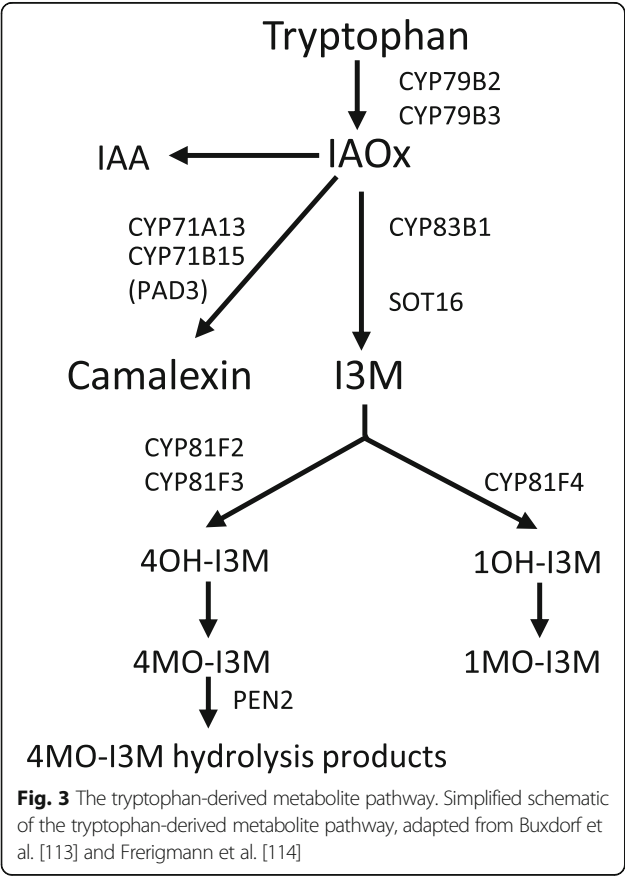 Tryptophan
CYP79B2
CYP79B3
IAA
IAOx
CYP71A13
CYP71B15
(PAD3)
CYP83B1
SOT16
Camalexin
I3M
CYP81F2
CYP81F3
CYP81F4
4OH-I3M
1OH-I3M
4MO-I3M
1MO-I3M
PEN2
4MO-I3M hydrolysis products
Fig. 3 The tryptophan-derived metabolite pathway. Simplified schematic
of the tryptophan-derived metabolite pathway, adapted from Buxdorf et
al. [113] and Frerigmann et al. [114]